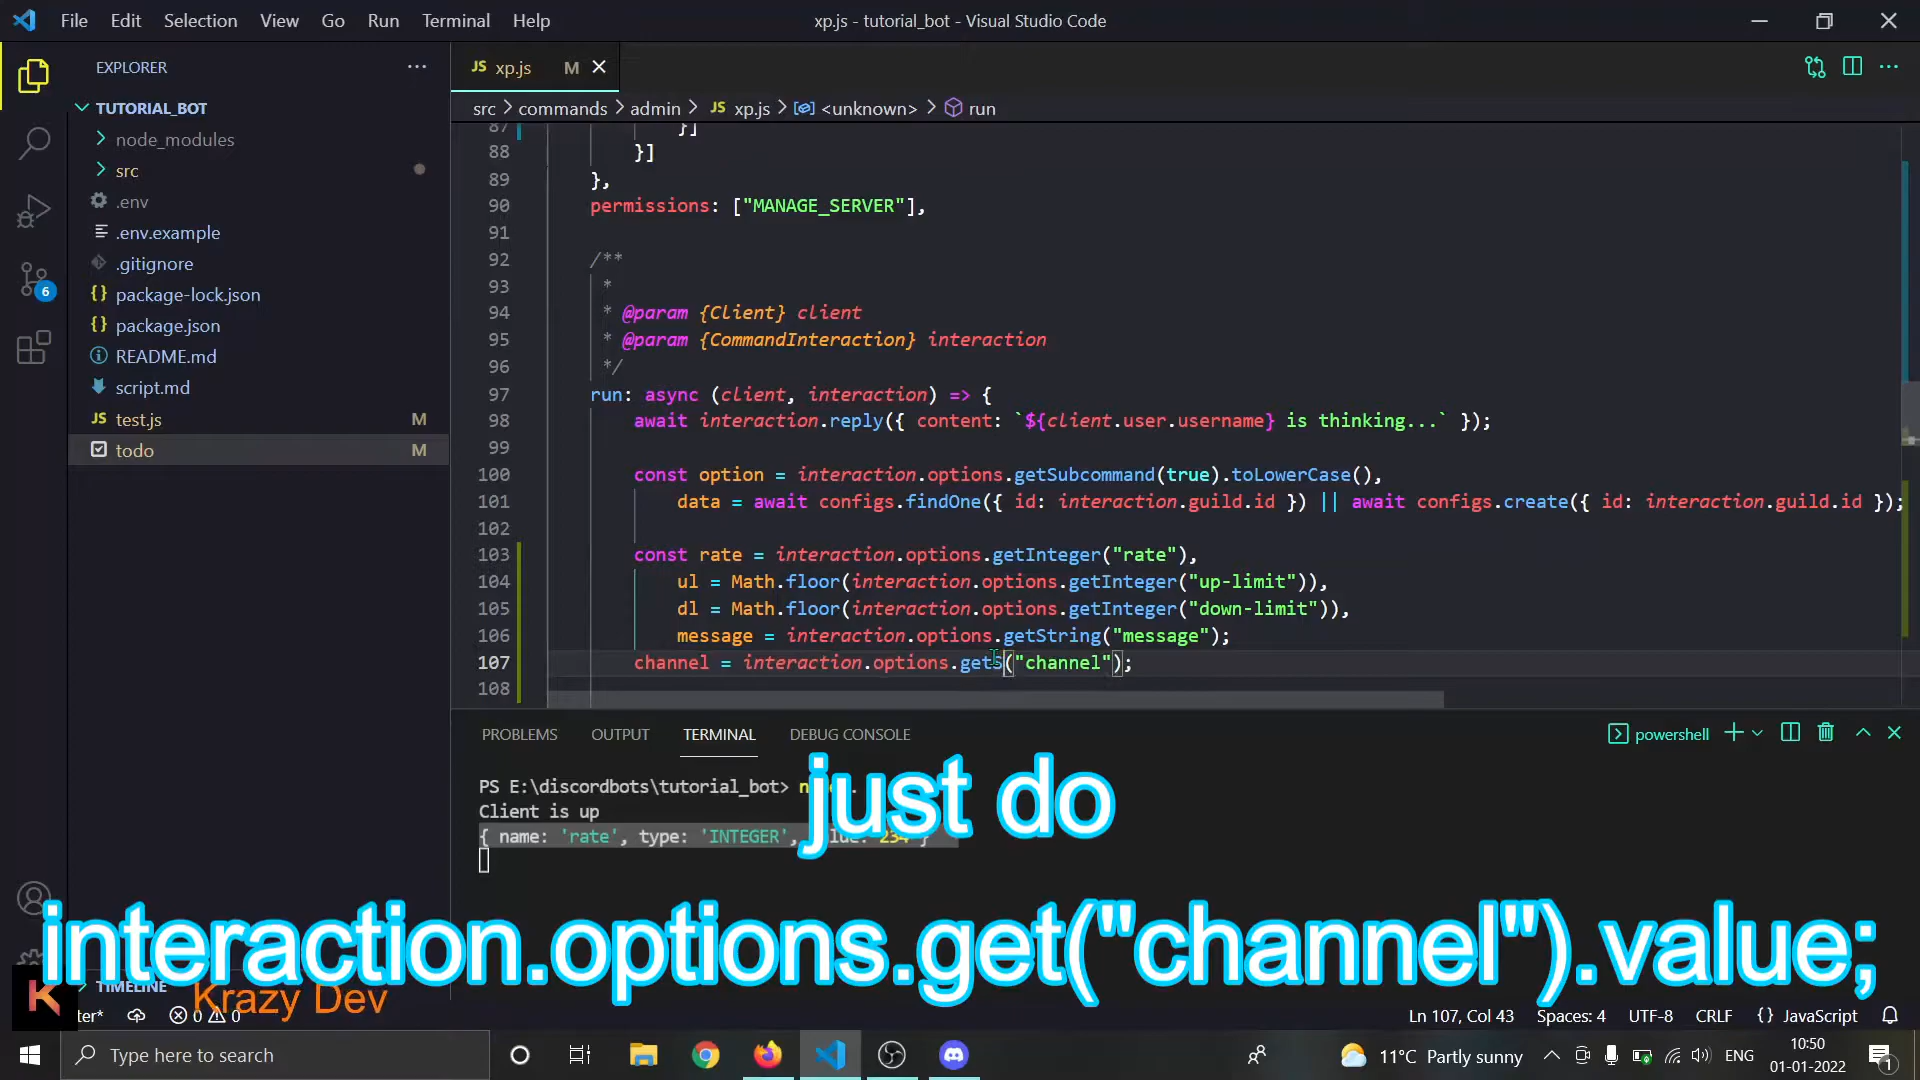 File Edit Selection View Go Run Terminal Help
xp.js - tutorial_bot - Visual Studio Code
EXPLORER
TUTORIAL_BOT
node_modules
src
.env
.env.example
.gitignore
package-lock.json
package.json
README.md
script.md
test.js M
todo M
TIMELINE
6
xp.js M
src > commands > admin > JS xp.js > <unknown> > run
87 }]
88 }]
89 },
90 permissions: ["MANAGE_SERVER"],
91
92 /**
93 *
94 * @param {Client} client
95 * @param {CommandInteraction} interaction
96 */
97 run: async (client, interaction) => {
98 await interaction.reply({ content: `${client.user.username} is thinking...` });
99
100 const option = interaction.options.getSubcommand(true).toLowerCase(),
101 data = await configs.findOne({ id: interaction.guild.id }) || await configs.create({ id: interaction.guild.id });
102
103 const rate = interaction.options.getInteger("rate"),
104 ul = Math.floor(interaction.options.getInteger("up-limit")),
105 dl = Math.floor(interaction.options.getInteger("down-limit")),
106 message = interaction.options.getString("message");
107 channel = interaction.options.getS("channel");
108
PROBLEMS OUTPUT TERMINAL DEBUG CONSOLE
powershell
PS E:\discordbots\tutorial_bot>
Client is up
{ name: 'rate', type: 'INTEGER', value: 234 }
just do
interaction.options.get("channel").value;
K Krazy Dev
ter* 0 0
Ln 107, Col 43 Spaces: 4 UTF-8 CRLF {} JavaScript
Type here to search
11°C Partly sunny
ENG
10:50
01-01-2022
1